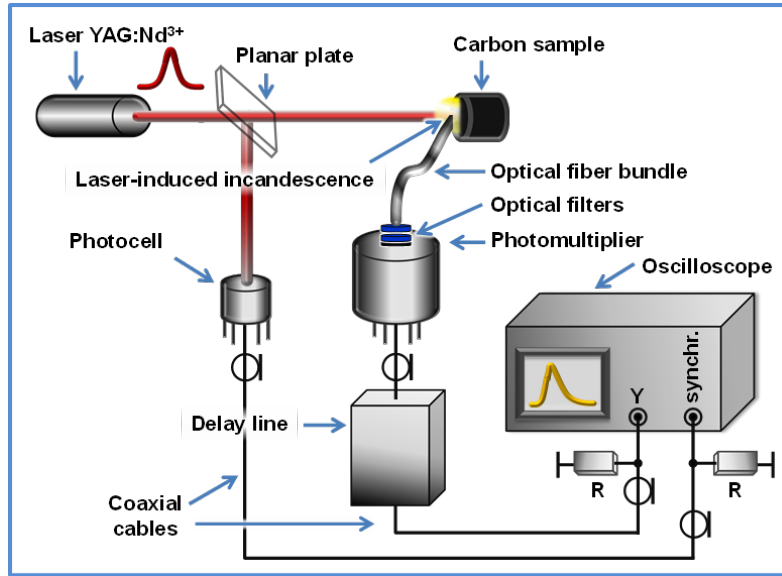 Laser YAG:Nd³⁺
Planar plate
Carbon sample
Laser-induced incandescence
Optical fiber bundle
Optical filters
Photomultiplier
Photocell
Oscilloscope
Y
synchr.
Delay line
R
R
Coaxial
cables